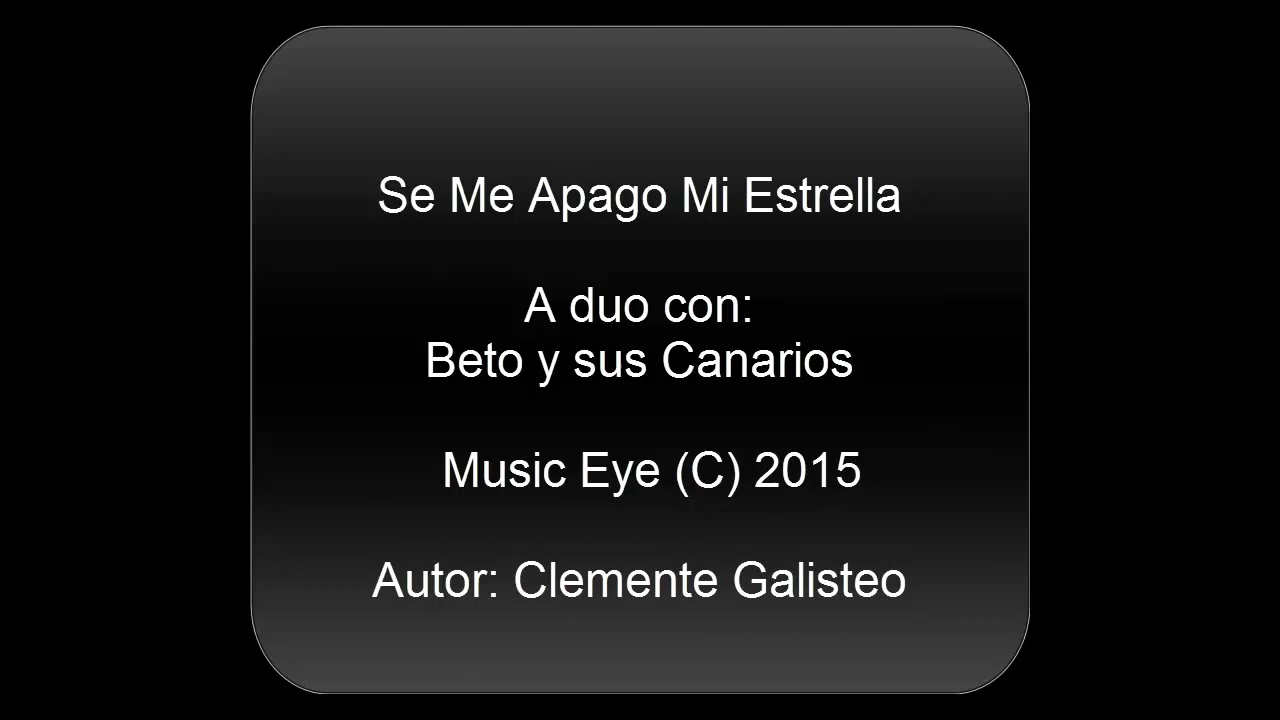 Se Me Apago Mi Estrella
A duo con:
Beto y sus Canarios
Music Eye (C) 2015
Autor: Clemente Galisteo